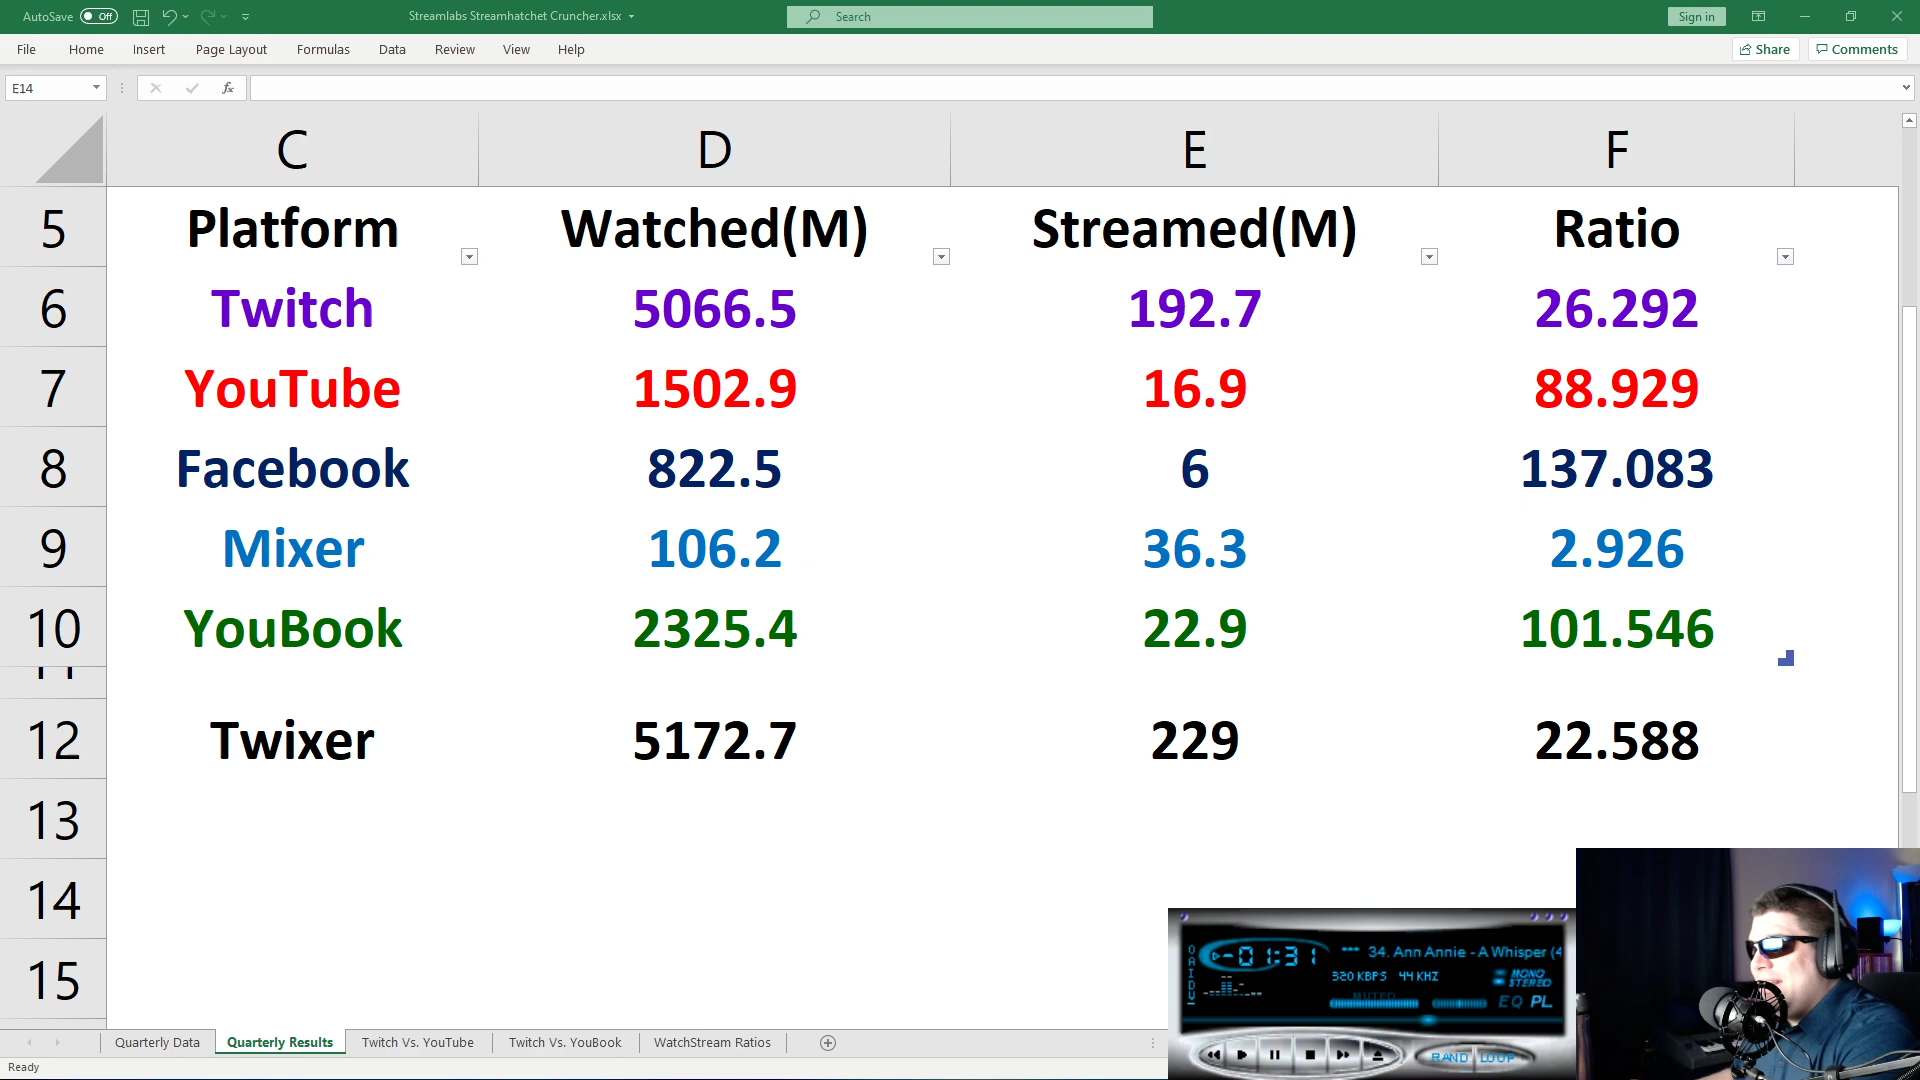 AutoSave Off Streamlabs Streamhatchet Cruncher.xlsx Search Sign in
File Home Insert Page Layout Formulas Data Review View Help Share Comments
E14 fx
C D E F
5 Platform Watched(M) Streamed(M) Ratio
6 Twitch 5066.5 192.7 26.292
7 YouTube 1502.9 16.9 88.929
8 Facebook 822.5 6 137.083
9 Mixer 106.2 36.3 2.926
10 YouBook 2325.4 22.9 101.546
12 Twixer 5172.7 229 22.588
13
14
15
O
A
I
D
V
-01:31 *** 34. Ann Annie - A Whisper (4
320 KBPS 44 KHZ MONO
STEREO
MUTED EQ PL
RAND LOOP
Quarterly Data Quarterly Results Twitch Vs. YouTube Twitch Vs. YouBook WatchStream Ratios
Ready